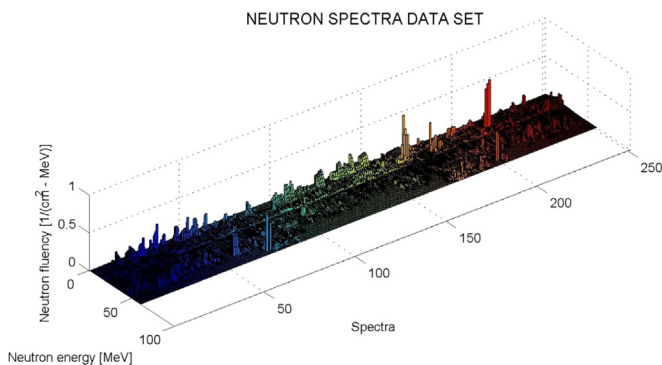 NEUTRON SPECTRA DATA SET
Neutron fluency [1/(cm² - MeV)]
1
0.5
0
0
50
100
Neutron energy [MeV]
50
100
150
200
250
Spectra